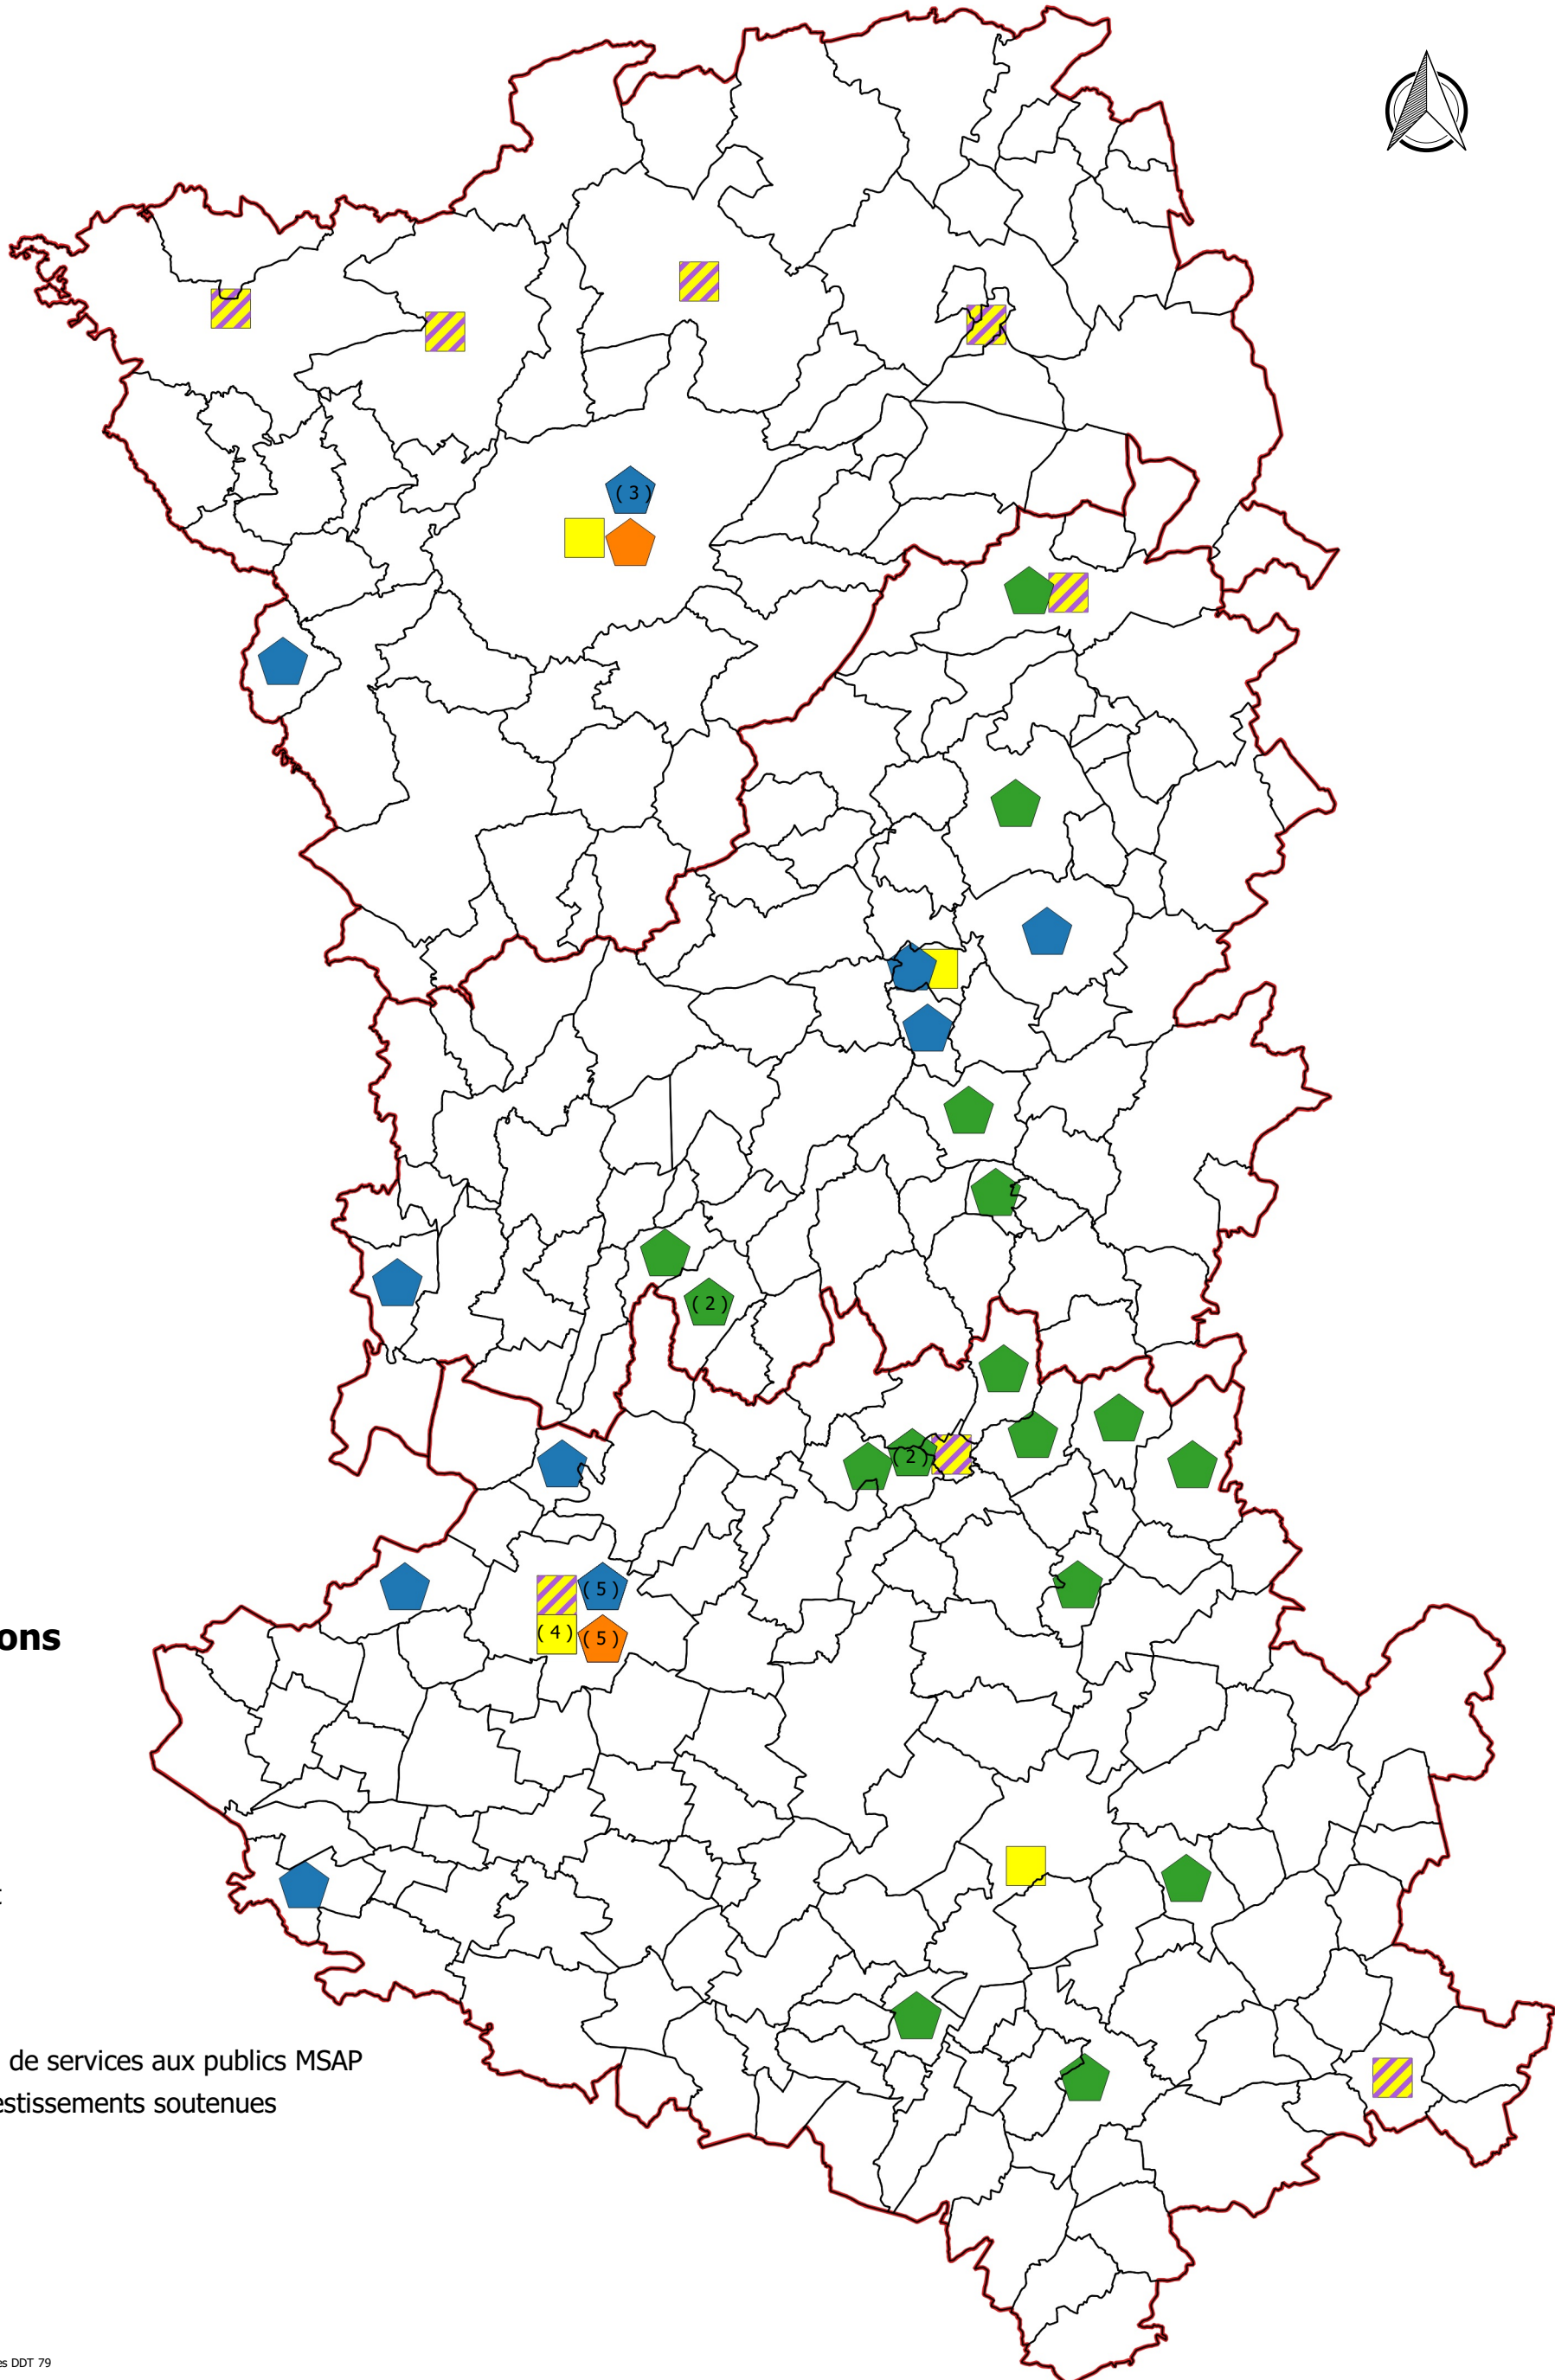 ( 3 )
( 2 )
( 2 )
( 5 )
( 4 )
( 5 )
ons
t
de services aux publics MSAP
estissements soutenues
es DDT 79